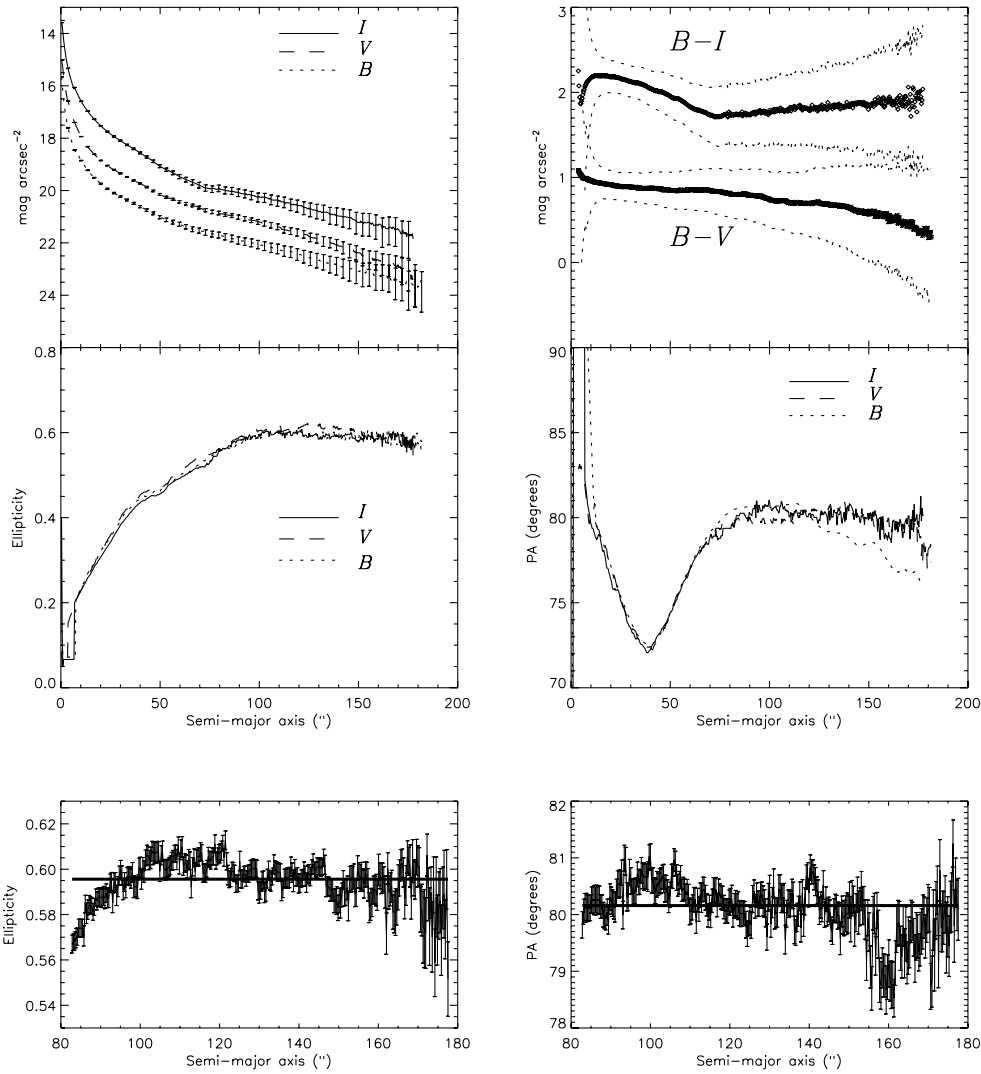 14
16
18
20
22
24
mag arcsec⁻²
I
V
B
3
2
1
0
mag arcsec⁻²
B−I
B−V
0.8
0.6
0.4
0.2
0.0
Ellipticity
I
V
B
0 50 100 150 200
Semi-major axis (")
90
85
80
75
70
PA (degrees)
I
V
B
0 50 100 150 200
Semi-major axis (")
0.62
0.60
0.58
0.56
0.54
Ellipticity
80 100 120 140 160 180
Semi-major axis (")
82
81
80
79
78
PA (degrees)
80 100 120 140 160 180
Semi-major axis (")